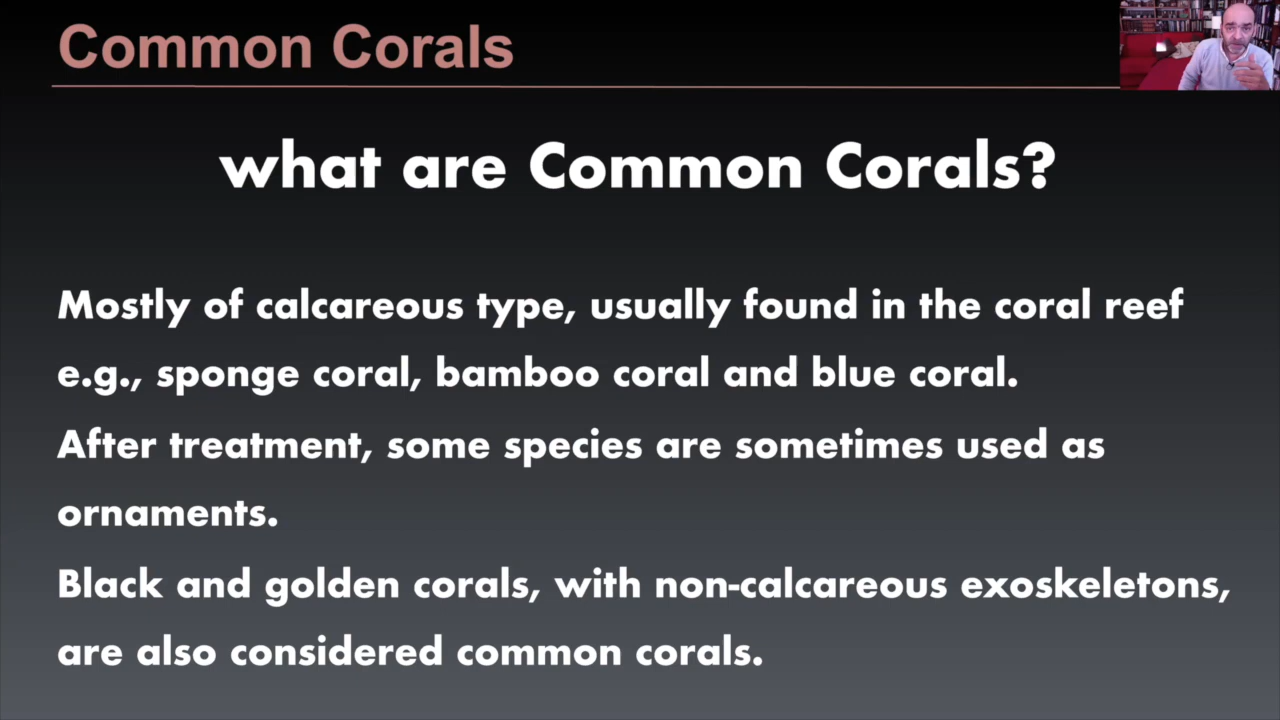 Common Corals
what are Common Corals?
Mostly of calcareous type, usually found in the coral reef
e.g., sponge coral, bamboo coral and blue coral.
After treatment, some species are sometimes used as
ornaments.
Black and golden corals, with non-calcareous exoskeletons,
are also considered common corals.